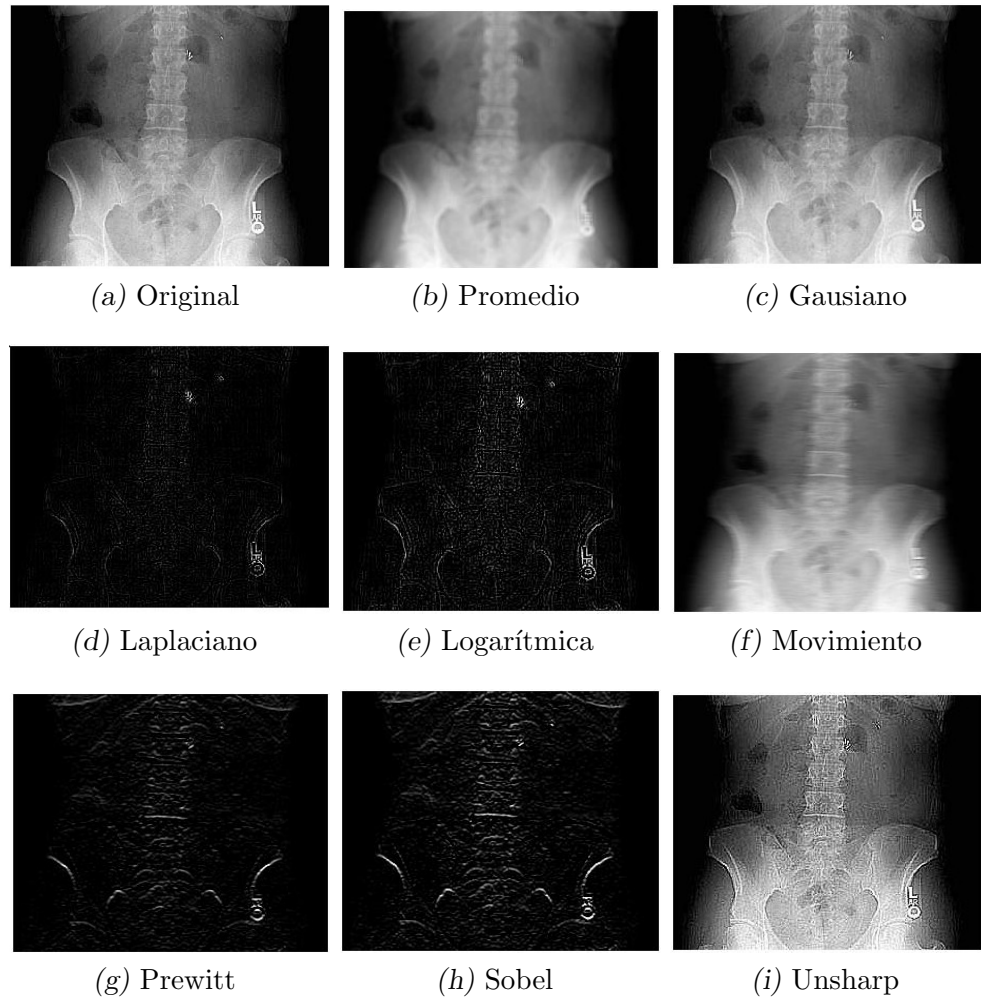 (a) Original
(b) Promedio
(c) Gausiano
(d) Laplaciano
(e) Logarítmica
(f) Movimiento
(g) Prewitt
(h) Sobel
(i) Unsharp